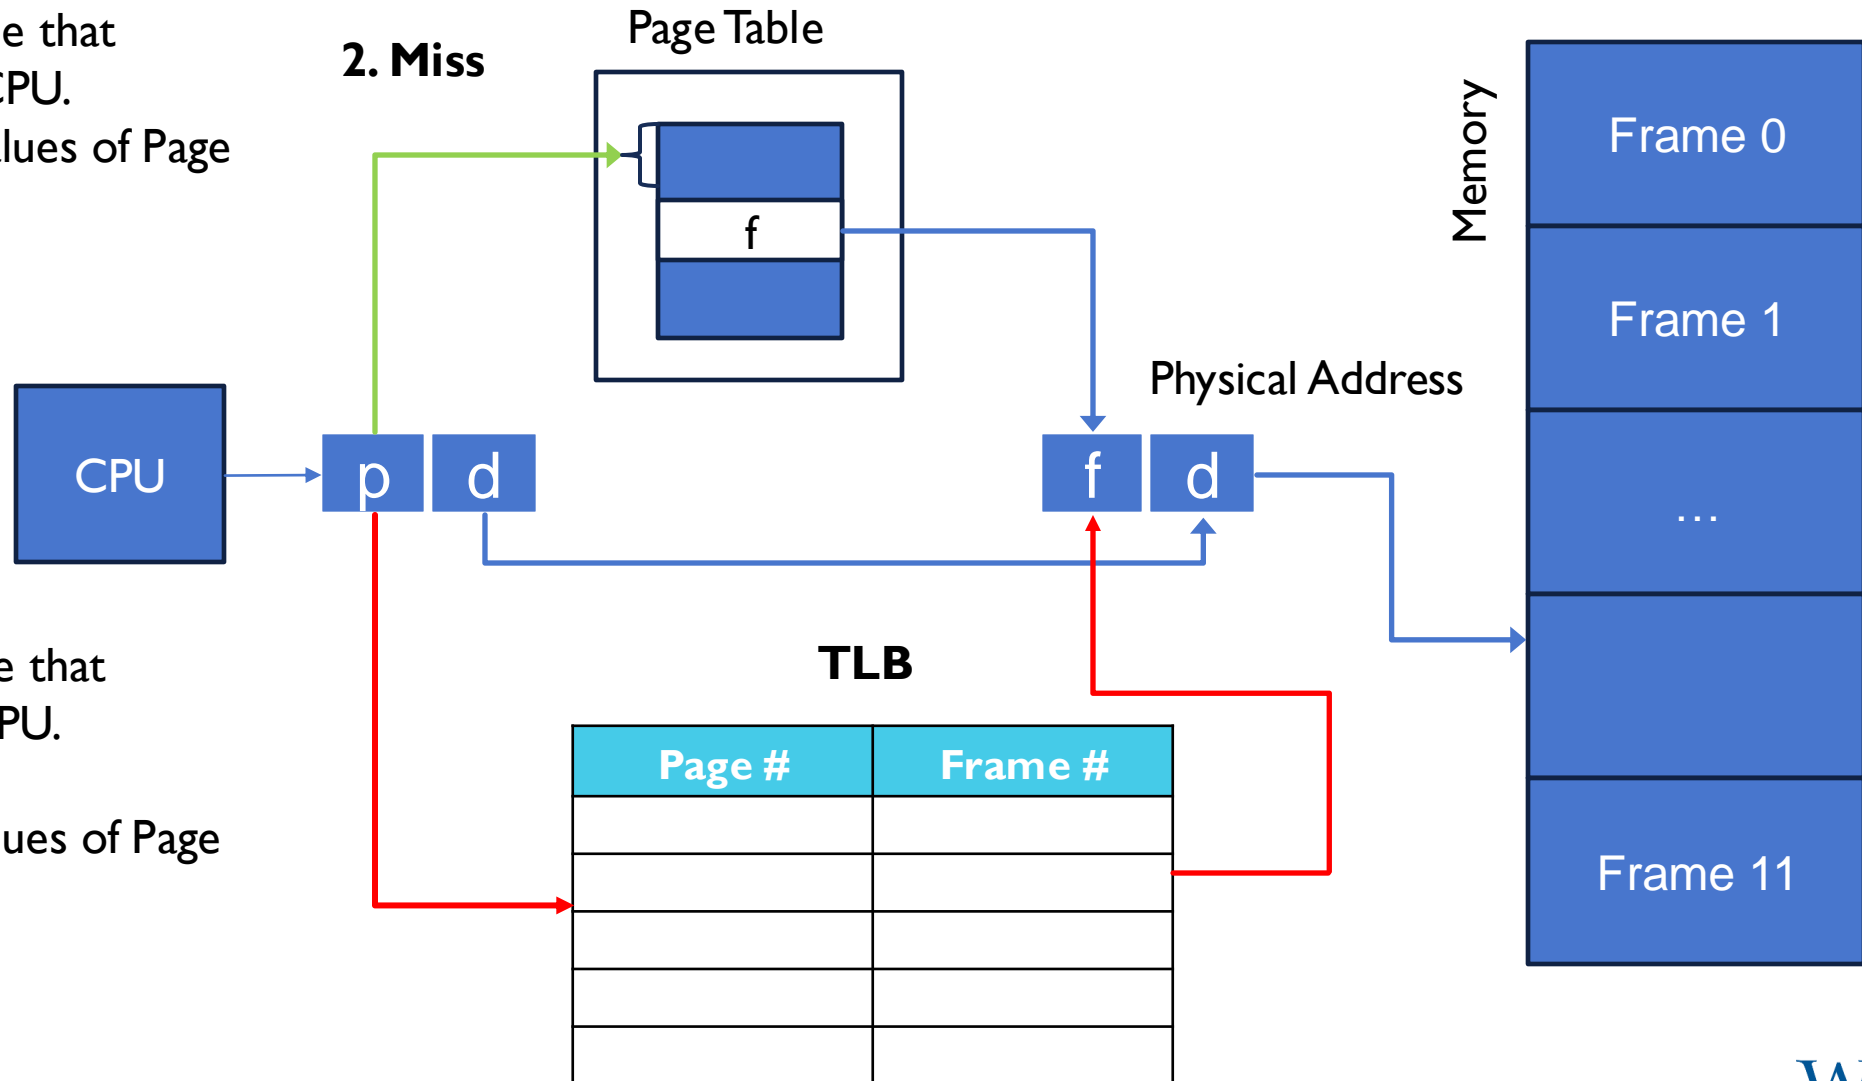 e that
CPU.
lues of Page
2. Miss
Page Table
f
Memory
Frame 0
Frame 1
...
Frame 11
CPU
p d
f d
Physical Address
e that
PU.
ues of Page
TLB
Page # Frame #
W